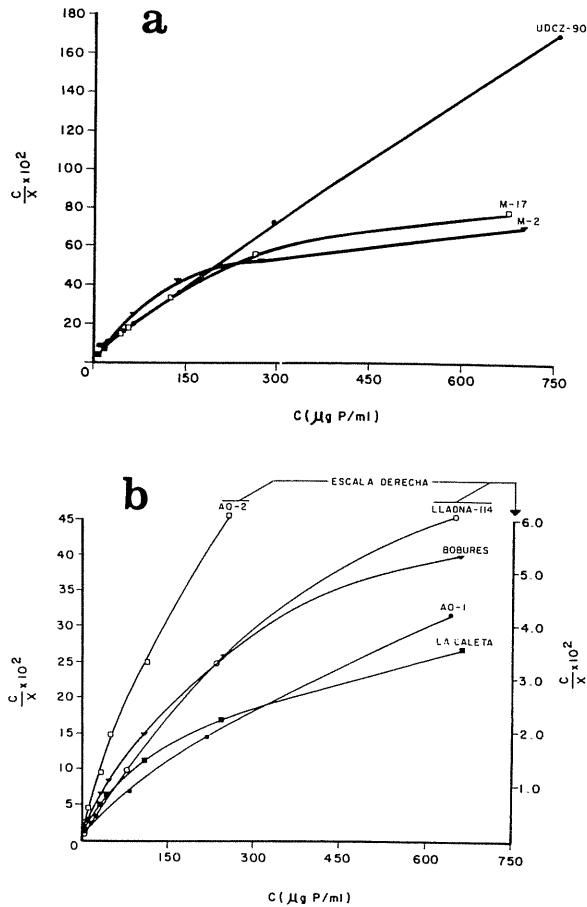 a
180
160
140
120
100
80
60
40
20
0
150
300
450
600
750
C/X x10²
C (µg P/ml)
UDCZ-90
M-17
M-2
b
ESCALA DERECHA
AO-2
LLADNA-114
BOBURES
AO-1
LA CALETA
45
40
35
30
25
20
15
10
5
0
150
300
450
600
750
6.0
5.0
4.0
3.0
2.0
1.0
C/X x10²
C/X x10²
C (µg P/ml)